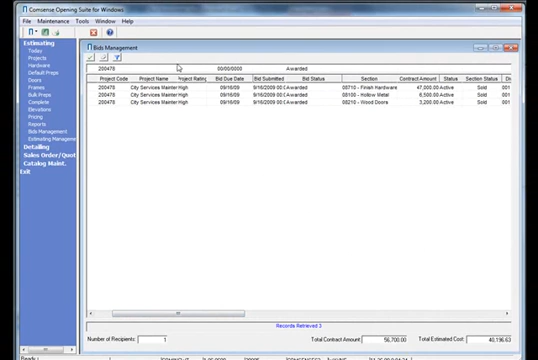 Comsense Opening Suite for Windows
File Maintenance Tools Window Help
Estimating
Today
Projects
Hardware
Default Preps
Doors
Frames
Bulk Preps
Complete
Elevations
Pricing
Reports
Bids Management
Estimating Manageme
Detailing
Sales Order/Quot
Catalog Maint.
Exit
Bids Management
200478 00/00/0000 Awarded
Project Code Project Name Project Rating Bid Due Date Bid Submitted Bid Status Section Contract Amount Status Section Status Di
200478 City Services Mainter High 09/16/09 9/16/2009 00:0 Awarded 08710 - Finish Hardware 47,000.00 Active Sold 001
200478 City Services Mainter High 09/16/09 9/16/2009 00:0 Awarded 08100 - Hollow Metal 6,500.00 Active Sold 001
200478 City Services Mainter High 09/16/09 9/16/2009 00:0 Awarded 08210 - Wood Doors 3,200.00 Active Sold 001
Records Retrieved 3
Number of Recipients: 1 Total Contract Amount: 56,700.00 Total Estimated Cost: 40,196.63